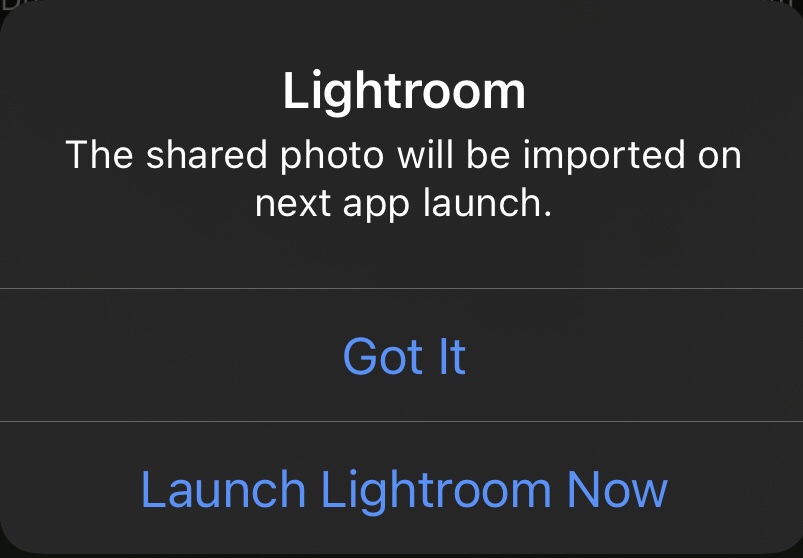 Lightroom
The shared photo will be imported on
next app launch.
Got It
Launch Lightroom Now